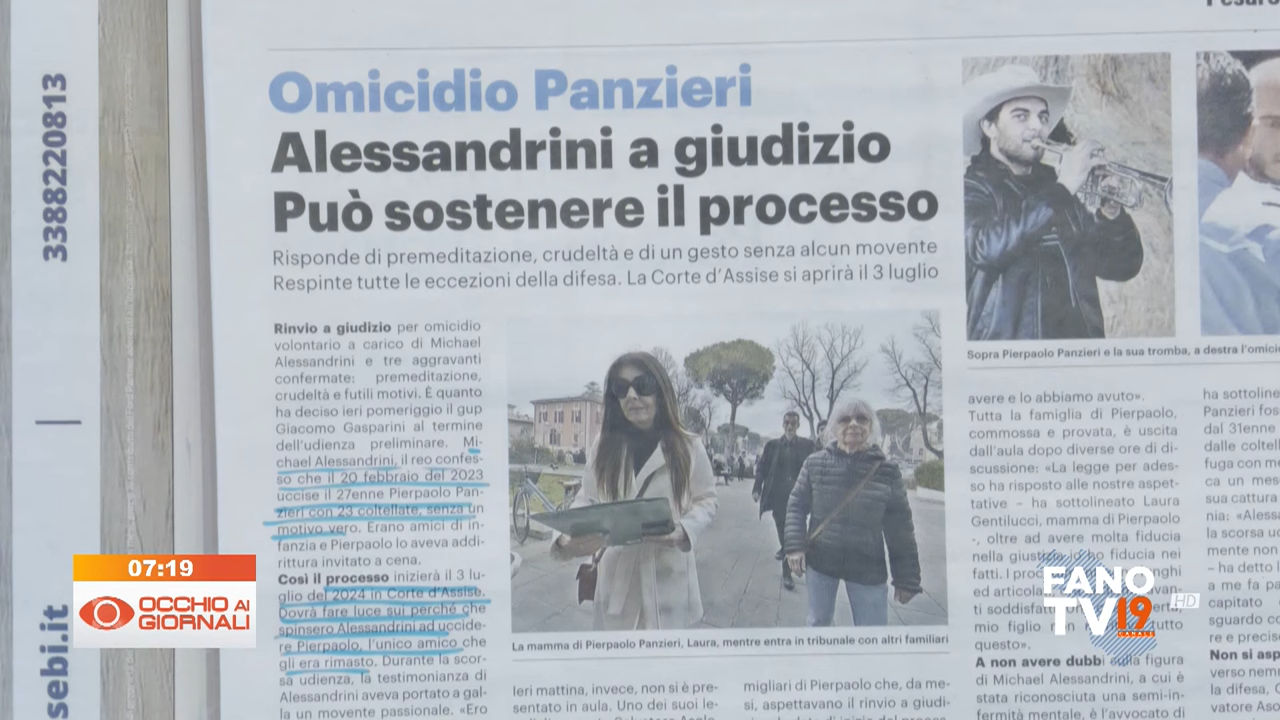 3388220813
sebi.it
Omicidio Panzieri
Alessandrini a giudizio
Può sostenere il processo
Risponde di premeditazione, crudeltà e di un gesto senza alcun movente
Respinte tutte le eccezioni della difesa. La Corte d'Assise si aprirà il 3 luglio
Rinvio a giudizio per omicidio
volontario a carico di Michael
Alessandrini e tre aggravanti
confermate: premeditazione,
crudeltà e futili motivi. È quanto
ha deciso ieri pomeriggio il gup
Giacomo Gasparini al termine
dell'udienza preliminare. Mi-
chael Alessandrini, il reo confes-
so che il 20 febbraio del 2023
uccise il 27enne Pierpaolo Pan-
zieri con 23 coltellate, senza un
motivo vero. Erano amici di in-
fanzia e Pierpaolo lo aveva addi-
rittura invitato a cena.
Così il processo inizierà il 3 lu-
glio del 2024 in Corte d'Assise.
Dovrà fare luce sui perché che
spinsero Alessandrini ad uccide-
re Pierpaolo, l'unico amico che
gli era rimasto. Durante la scor-
sa udienza, la testimonianza di
Alessandrini aveva portato a gal-
la un movente passionale. «Ero
La mamma di Pierpaolo Panzieri, Laura, mentre entra in tribunale con altri familiari
Ieri mattina, invece, non si è pre-
sentato in aula. Uno dei suoi le-
migliari di Pierpaolo che, da me-
si, aspettavano il rinvio a giudi-
Sopra Pierpaolo Panzieri e la sua tromba, a destra l'omici
avere e lo abbiamo avuto».
Tutta la famiglia di Pierpaolo,
commossa e provata, è uscita
dall'aula dopo diverse ore di di-
scussione: «La legge per ades-
so ha risposto alle nostre aspet-
tative – ha sottolineato Laura
Gentilucci, mamma di Pierpaolo
-, oltre ad avere molta fiducia
nella fiducia nei
fatti. I
ed
ti
mio figlio non tutto
questo».
A non avere dubbi sulla figura
di Michael Alessandrini, a cui è
stata riconosciuta una semi-in-
fermità mentale, è l'avvocato di
ha sottoline
Panzieri fos
dal 31enne
dalle coltel
fuga con m
ca un mes
sua cattura
nia: «Aless
la scorsa ud
mente non
– ha detto l
a me fa pa
capitato
sguardo co
re e precis
Non si asp
verso nem
la difesa,
vatore Aso
07:19
OCCHIO AI
GIORNALI
FANO
TV19 HD
CANALE